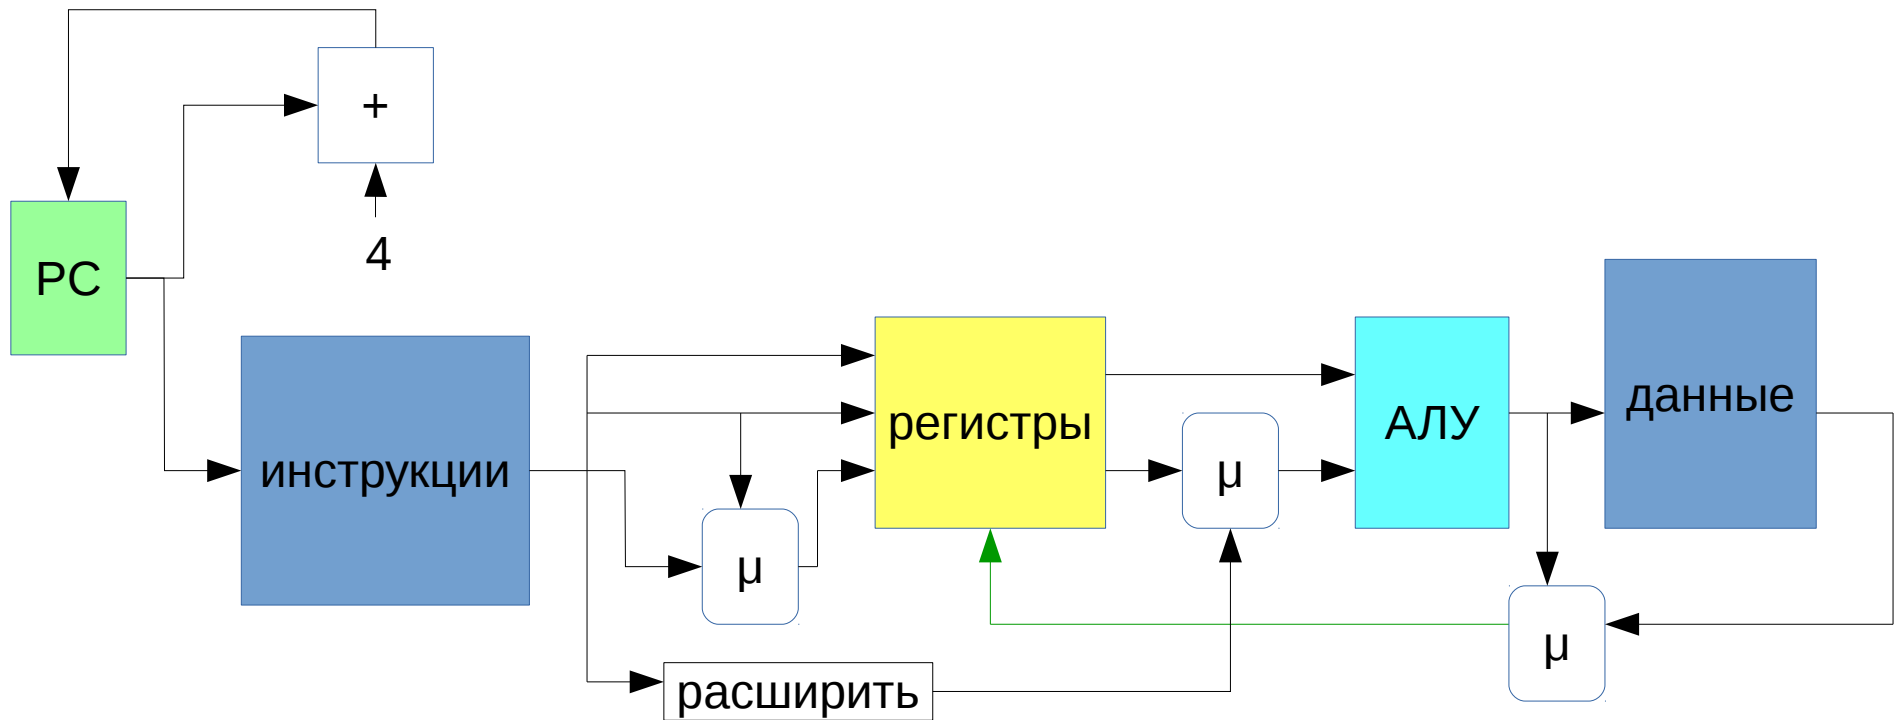 +
4
PC
инструкции
регистры
АЛУ
данные
μ
μ
μ
расширить